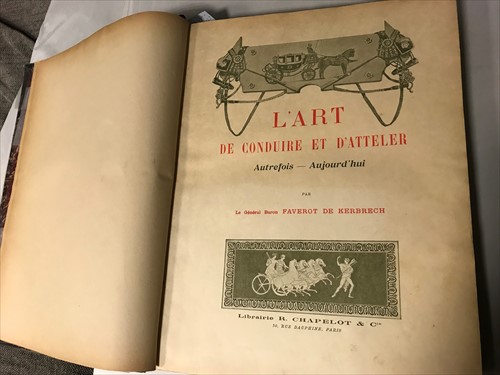 L'ART
DE CONDUIRE ET D'ATTELER
Autrefois — Aujourd'hui
PAR
Le Général Baron FAVEROT DE KERBRECH
Librairie R. CHAPELOT & Cie
30, RUE DAUPHINE, PARIS